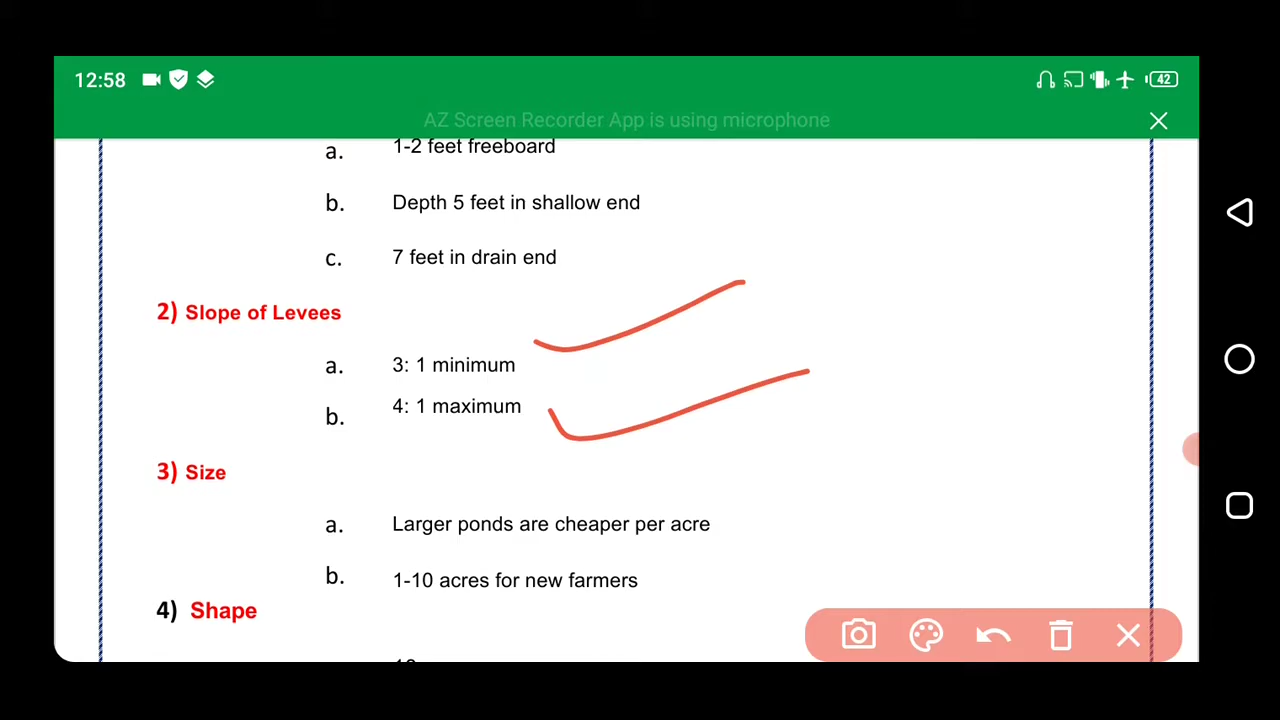 12:58 42
AZ Screen Recorder App is using microphone
a. 1-2 feet freeboard
b. Depth 5 feet in shallow end
c. 7 feet in drain end
2) Slope of Levees
a. 3: 1 minimum
b. 4: 1 maximum
3) Size
a. Larger ponds are cheaper per acre
b. 1-10 acres for new farmers
4) Shape